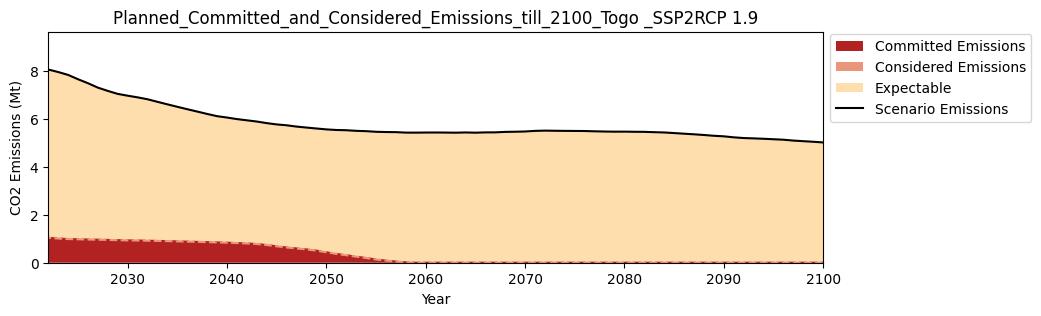 Planned_Committed_and_Considered_Emissions_till_2100_Togo _SSP2RCP 1.9
CO2 Emissions (Mt)
8
6
4
2
0
2030 2040 2050 2060 2070 2080 2090 2100
Year
Committed Emissions
Considered Emissions
Expectable
Scenario Emissions